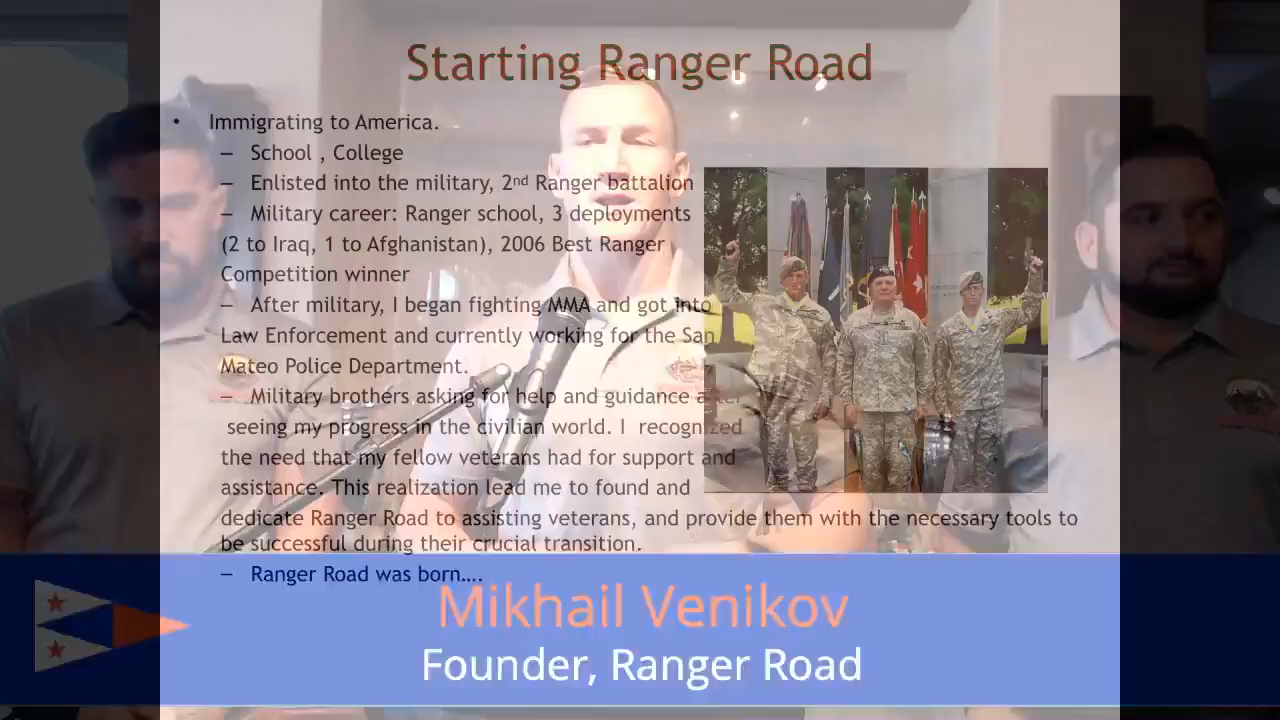 Starting Ranger Road
• Immigrating to America.
– School , College
– Enlisted into the military, 2nd Ranger battalion
– Military career: Ranger school, 3 deployments
(2 to Iraq, 1 to Afghanistan), 2006 Best Ranger
Competition winner
– After military, I began fighting MMA and got into
Law Enforcement and currently working for the San
Mateo Police Department.
– Military brothers asking for help and guidance after
seeing my progress in the civilian world. I recognized
the need that my fellow veterans had for support and
assistance. This realization lead me to found and
dedicate Ranger Road to assisting veterans, and provide them with the necessary tools to
be successful during their crucial transition.
– Ranger Road was born….
Mikhail Venikov
Founder, Ranger Road